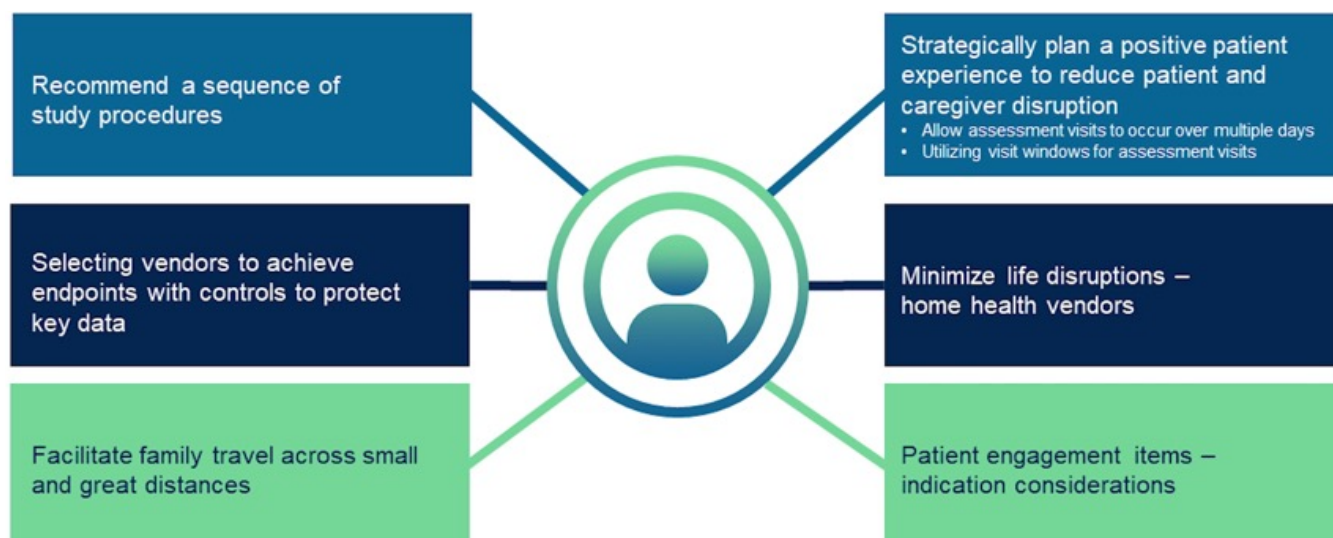 Recommend a sequence of
study procedures
Selecting vendors to achieve
endpoints with controls to protect
key data
Facilitate family travel across small
and great distances
Strategically plan a positive patient
experience to reduce patient and
caregiver disruption
• Allow assessment visits to occur over multiple days
• Utilizing visit windows for assessment visits
Minimize life disruptions –
home health vendors
Patient engagement items –
indication considerations